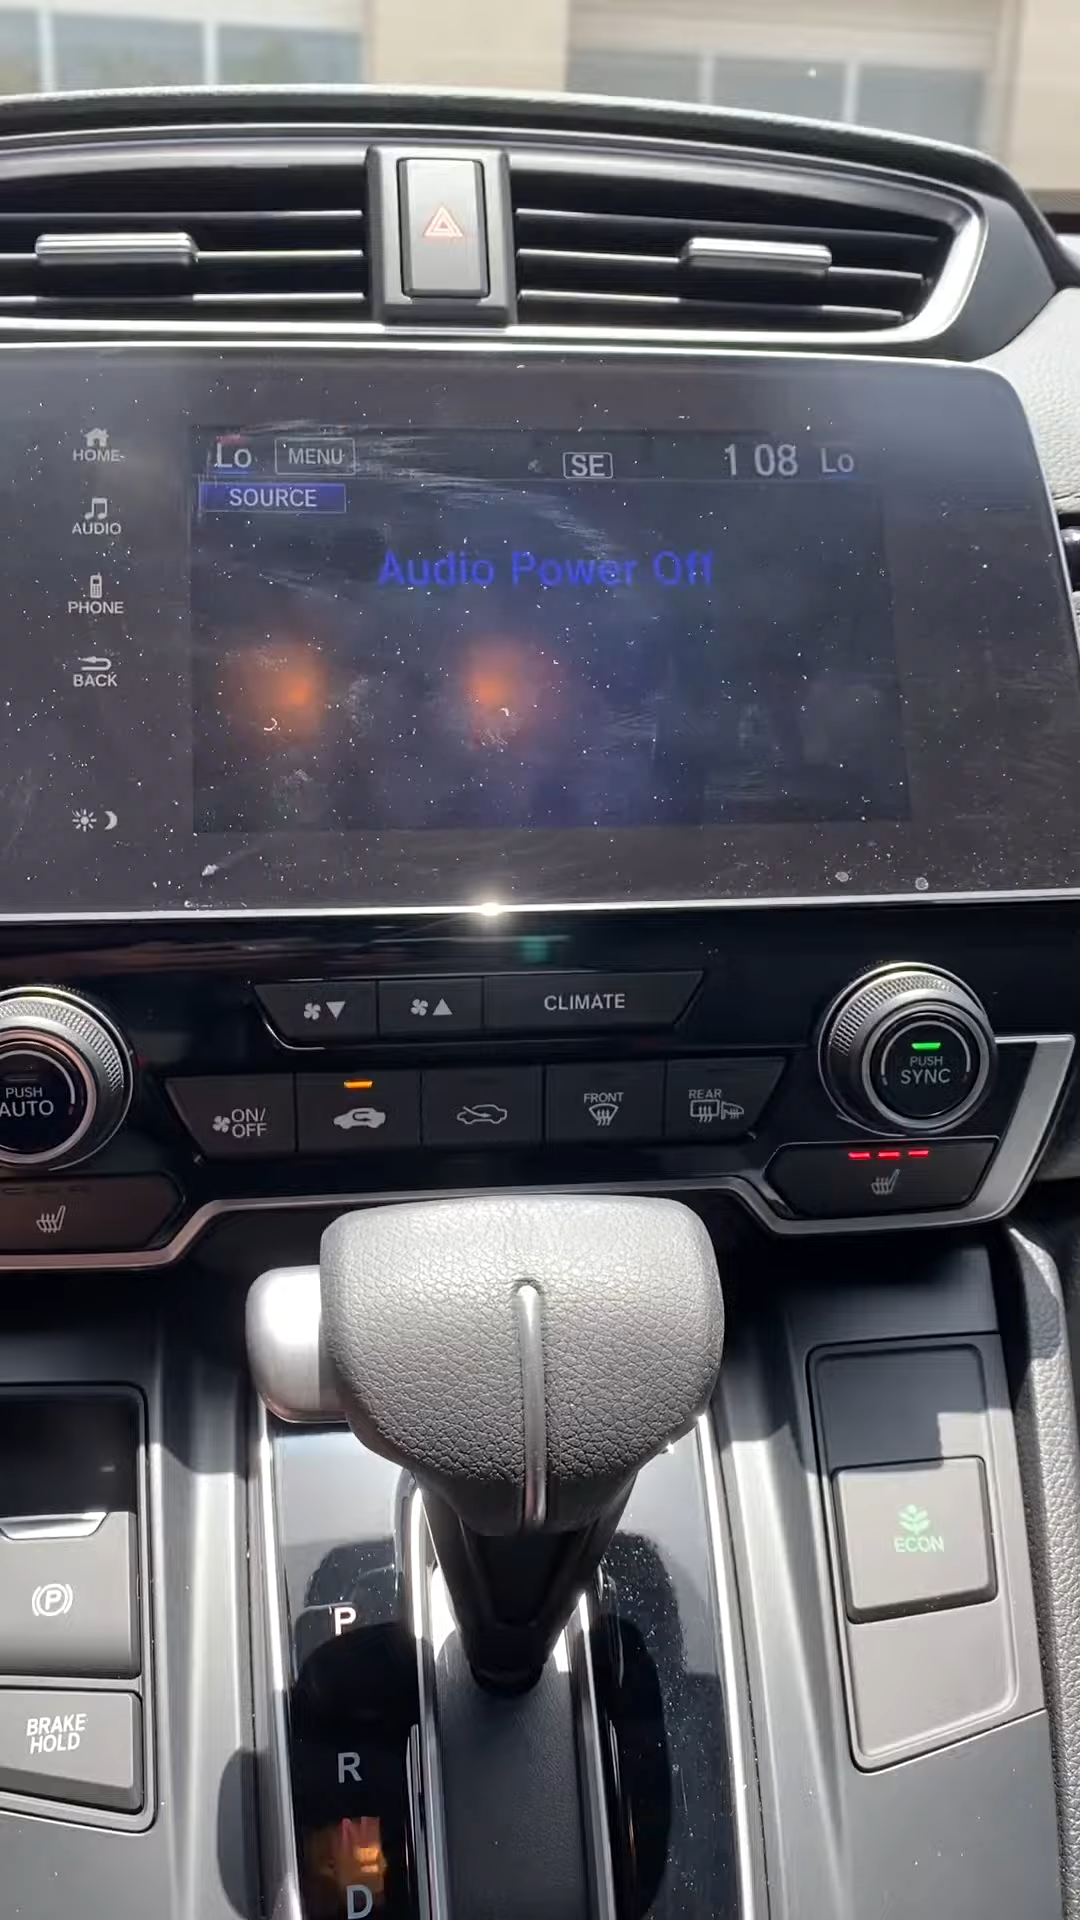 HOME
Lo MENU SE 1 08 Lo
SOURCE
AUDIO
Audio Power Off
PHONE
BACK
CLIMATE
PUSH
AUTO
ON/
OFF
FRONT
REAR
PUSH
SYNC
ECON
P
BRAKE
HOLD
R
N
D